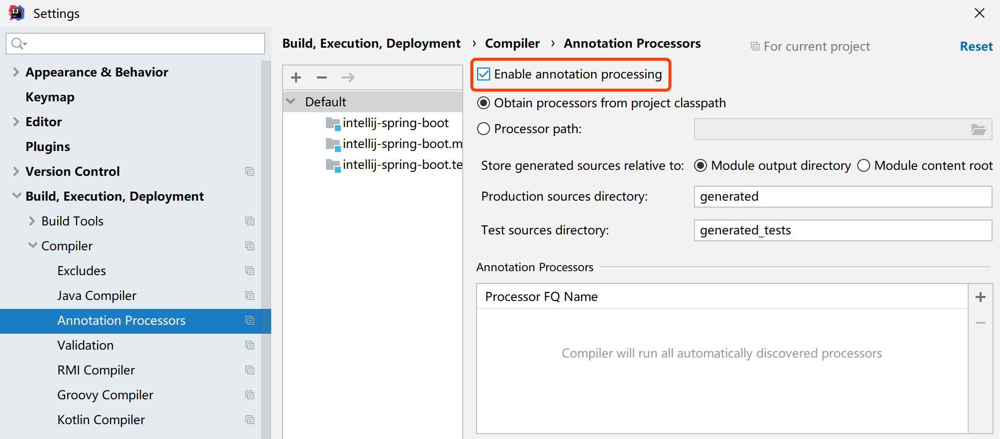 Settings
Appearance & Behavior
Keymap
Editor
Plugins
Version Control
Build, Execution, Deployment
Build Tools
Compiler
Excludes
Java Compiler
Annotation Processors
Validation
RMI Compiler
Groovy Compiler
Kotlin Compiler
Build, Execution, Deployment › Compiler › Annotation Processors
For current project
Reset
Default
intellij-spring-boot
intellij-spring-boot.m
intellij-spring-boot.te
Enable annotation processing
Obtain processors from project classpath
Processor path:
Store generated sources relative to: Module output directory Module content root
Production sources directory: generated
Test sources directory: generated_tests
Annotation Processors
Processor FQ Name
Compiler will run all automatically discovered processors